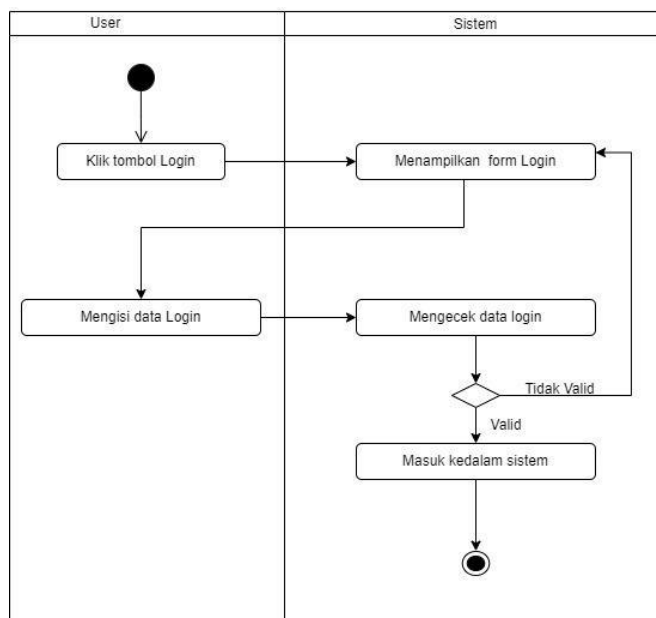 User
Sistem
Klik tombol Login
Menampilkan form Login
Mengisi data Login
Mengecek data login
Tidak Valid
Valid
Masuk kedalam sistem